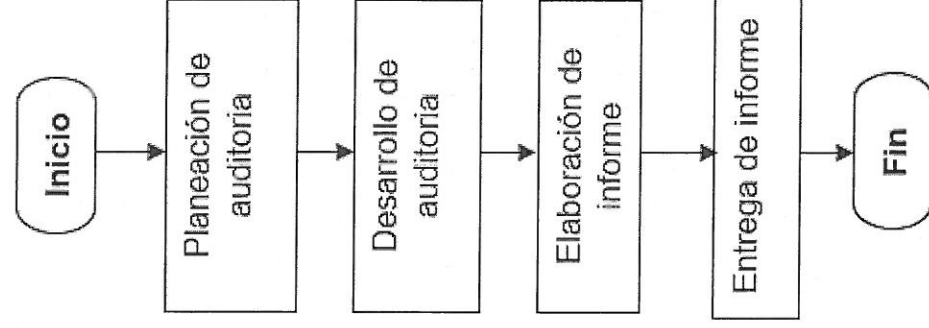 Inicio
Planeación de
auditoria
Desarrollo de
auditoria
Elaboración de
informe
Entrega de informe
Fin